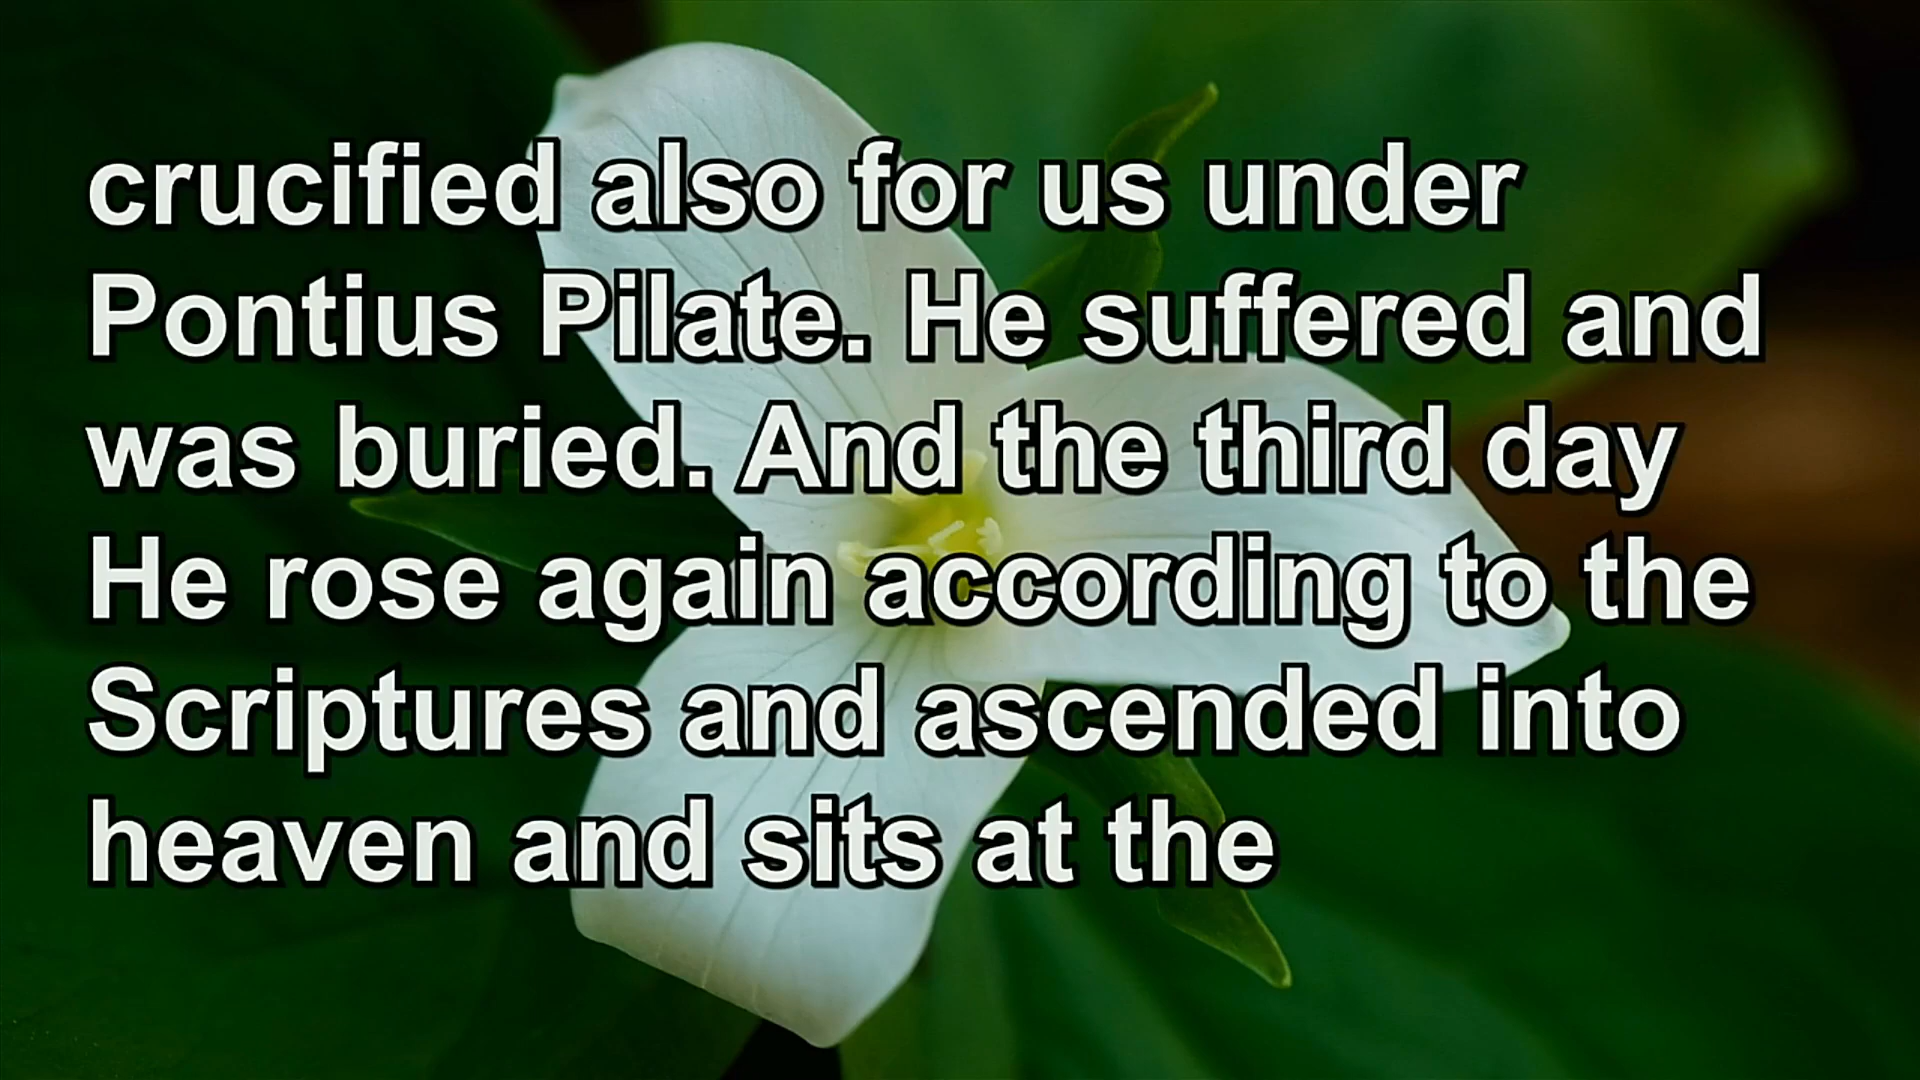 crucified also for us under
Pontius Pilate. He suffered and
was buried. And the third day
He rose again according to the
Scriptures and ascended into
heaven and sits at the